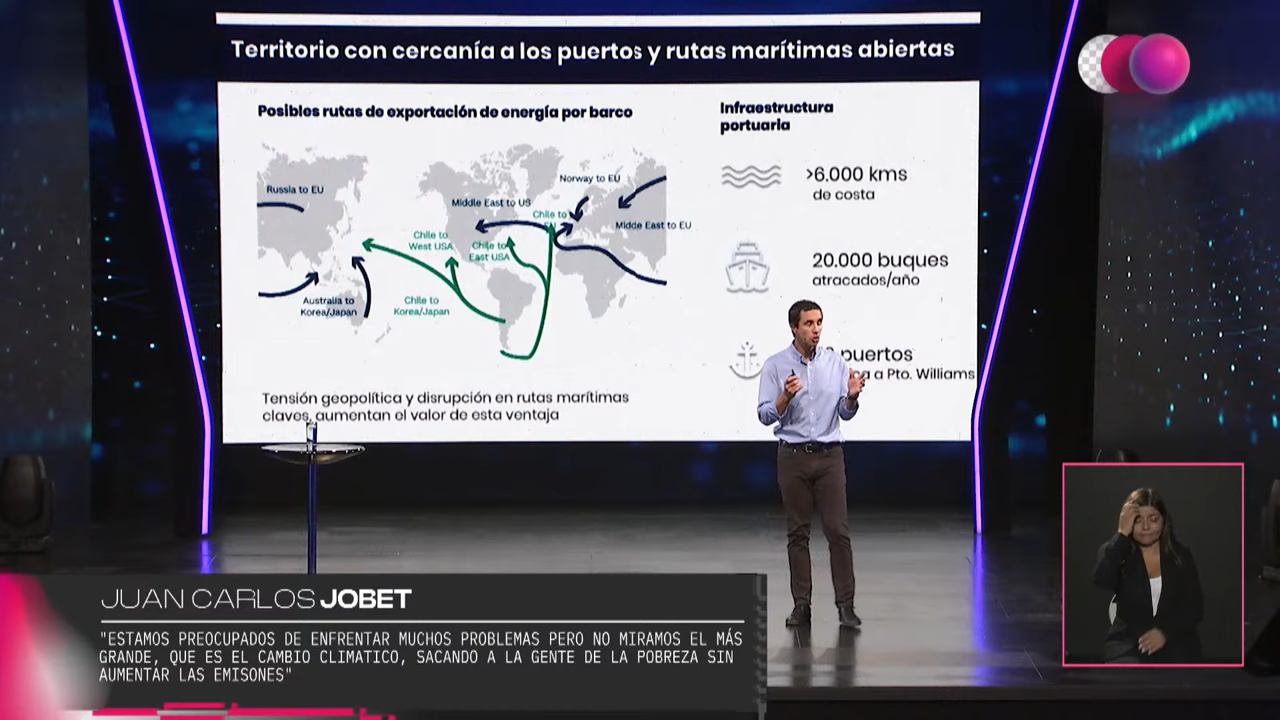 Territorio con cercanía a los puertos y rutas marítimas abiertas
Posibles rutas de exportación de energía por barco
Russia to EU
Norway to EU
Middle East to US
Chile to
Midde East to EU
Chile to
West USA
Chile to
East USA
Australia to
Korea/Japan
Chile to
Korea/Japan
Tensión geopolítica y disrupción en rutas marítimas
claves, aumentan el valor de esta ventaja
Infraestructura
portuaria
>6.000 kms
de costa
20.000 buques
atracados/año
puertos
a Pto. Williams
JUAN CARLOS JOBET
"ESTAMOS PREOCUPADOS DE ENFRENTAR MUCHOS PROBLEMAS PERO NO MIRAMOS EL MÁS
GRANDE, QUE ES EL CAMBIO CLIMATICO, SACANDO A LA GENTE DE LA POBREZA SIN
AUMENTAR LAS EMISONES"